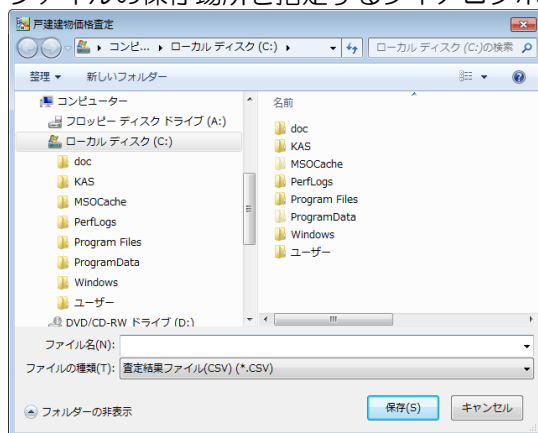 戸建建物価格査定
コンピ... ローカル ディスク (C:) ローカル ディスク (C:)の検索
整理 新しいフォルダー
コンピューター
フロッピー ディスク ドライブ (A:)
ローカル ディスク (C:)
doc
KAS
MSOCache
PerfLogs
Program Files
ProgramData
Windows
ユーザー
DVD/CD-RW ドライブ (D:)
名前
doc
KAS
MSOCache
PerfLogs
Program Files
ProgramData
Windows
ユーザー
ファイル名(N):
ファイルの種類(T): 査定結果ファイル(CSV) (*.CSV)
フォルダーの非表示 保存(S) キャンセル